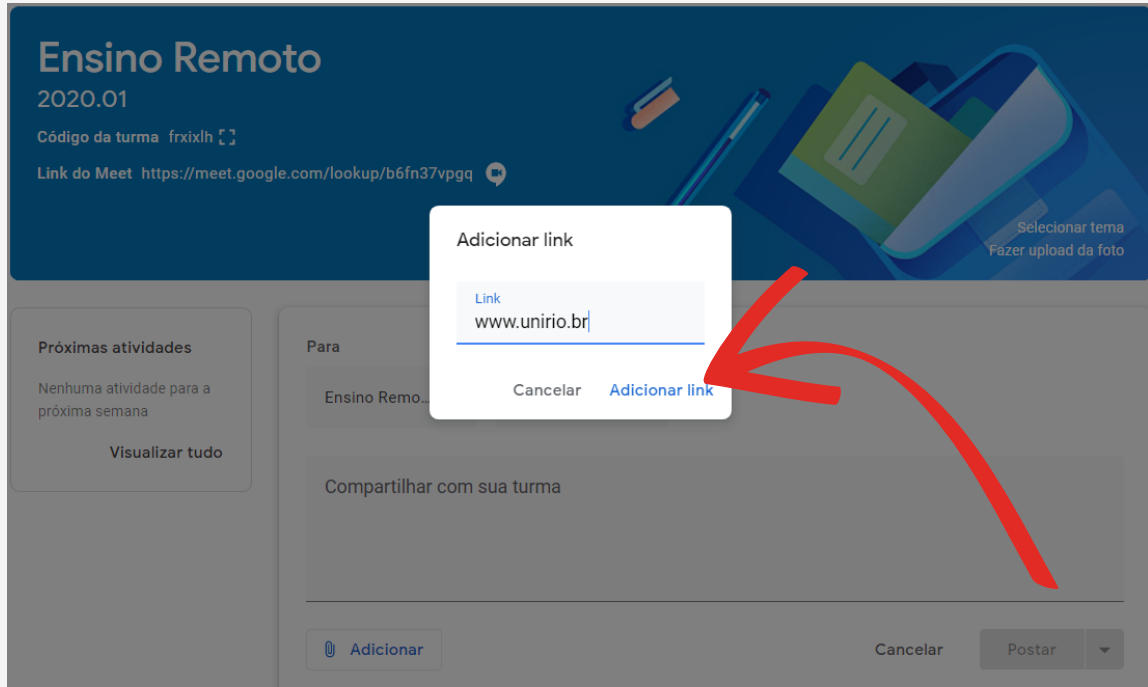 Ensino Remoto
2020.01
Código da turma frxixlh
Link do Meet https://meet.google.com/lookup/b6fn37vpgq
Selecionar tema
Fazer upload da foto
Adicionar link
Link
www.unirio.br
Cancelar Adicionar link
Próximas atividades
Nenhuma atividade para a
próxima semana
Visualizar tudo
Para
Ensino Remo...
Compartilhar com sua turma
Adicionar
Cancelar
Postar